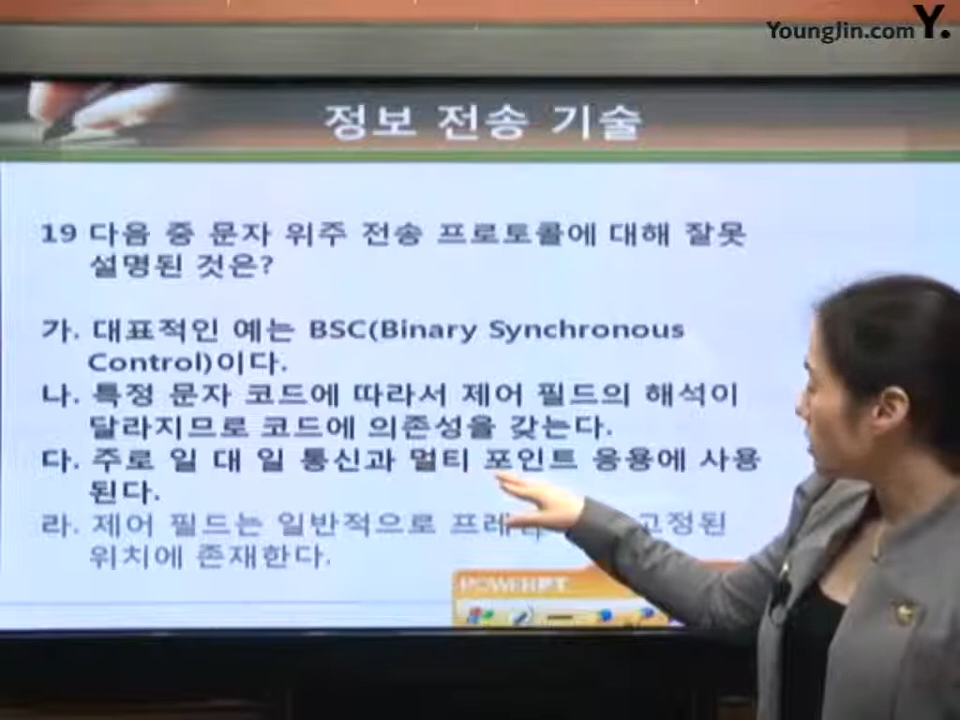 YoungJin.com Y.
정보 전송 기술
19 다음 중 문자 위주 전송 프로토콜에 대해 잘못
설명된 것은?
가. 대표적인 예는 BSC(Binary Synchronous
Control)이다.
나. 특정 문자 코드에 따라서 제어 필드의 해석이
달라지므로 코드에 의존성을 갖는다.
다. 주로 일 대 일 통신과 멀티 포인트 응용에 사용
된다.
라. 제어 필드는 일반적으로 고정된
위치에 존재한다.